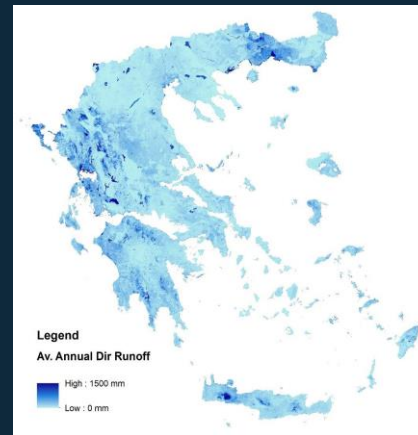 Legend
Av. Annual Dir Runoff
High : 1500 mm
Low : 0 mm